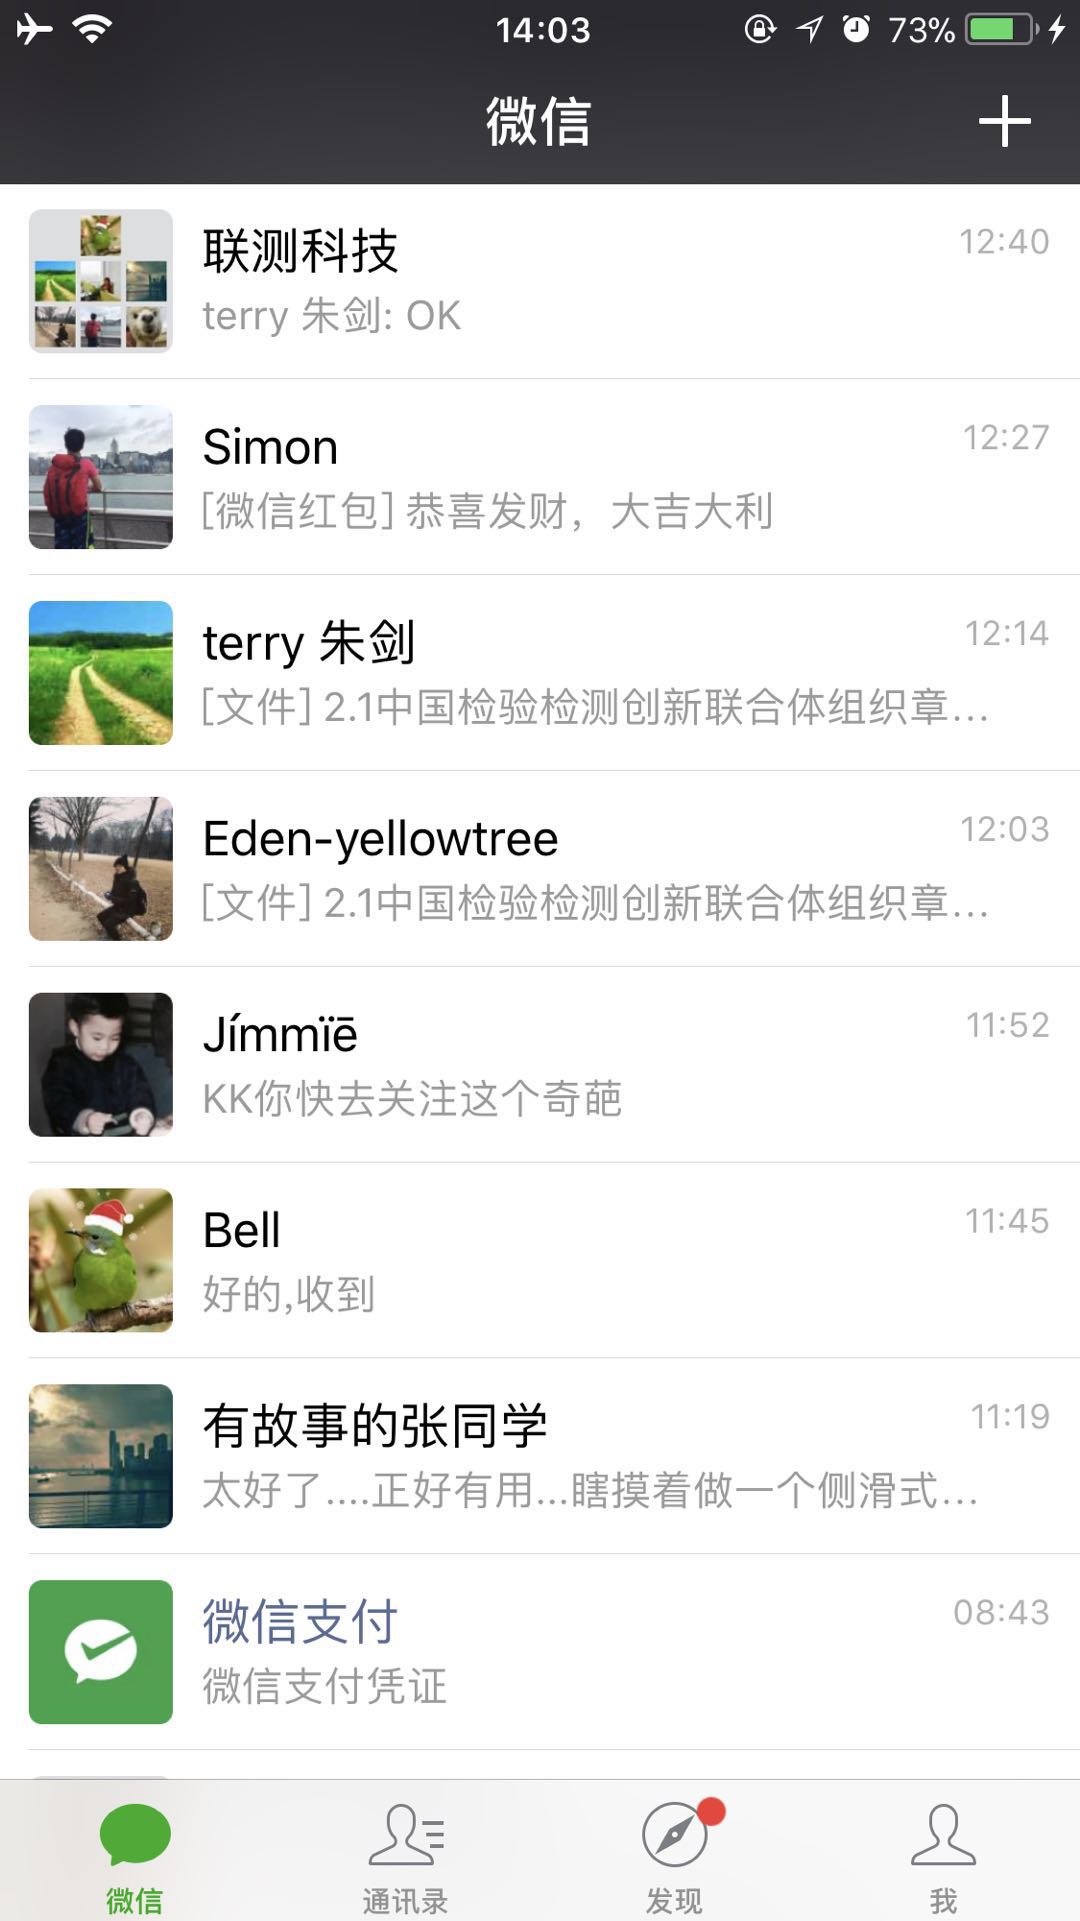 14:03
73%
微信
联测科技
12:40
terry 朱剑: OK
Simon
12:27
[微信红包] 恭喜发财，大吉大利
terry 朱剑
12:14
[文件] 2.1中国检验检测创新联合体组织章...
Eden-yellowtree
12:03
[文件] 2.1中国检验检测创新联合体组织章...
Jímmïē
11:52
KK你快去关注这个奇葩
Bell
11:45
好的,收到
有故事的张同学
11:19
太好了....正好有用...瞎摸着做一个侧滑式...
微信支付
08:43
微信支付凭证
微信
通讯录
发现
我